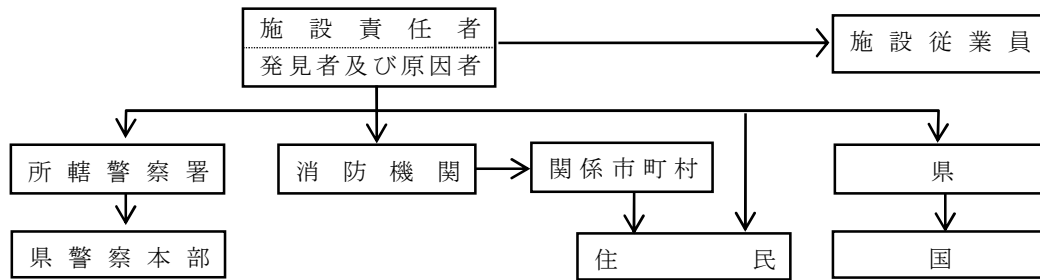 施設責任者
発見者及び原因者
施設従業員
所轄警察署
消防機関
関係市町村
県
県警察本部
住民
国